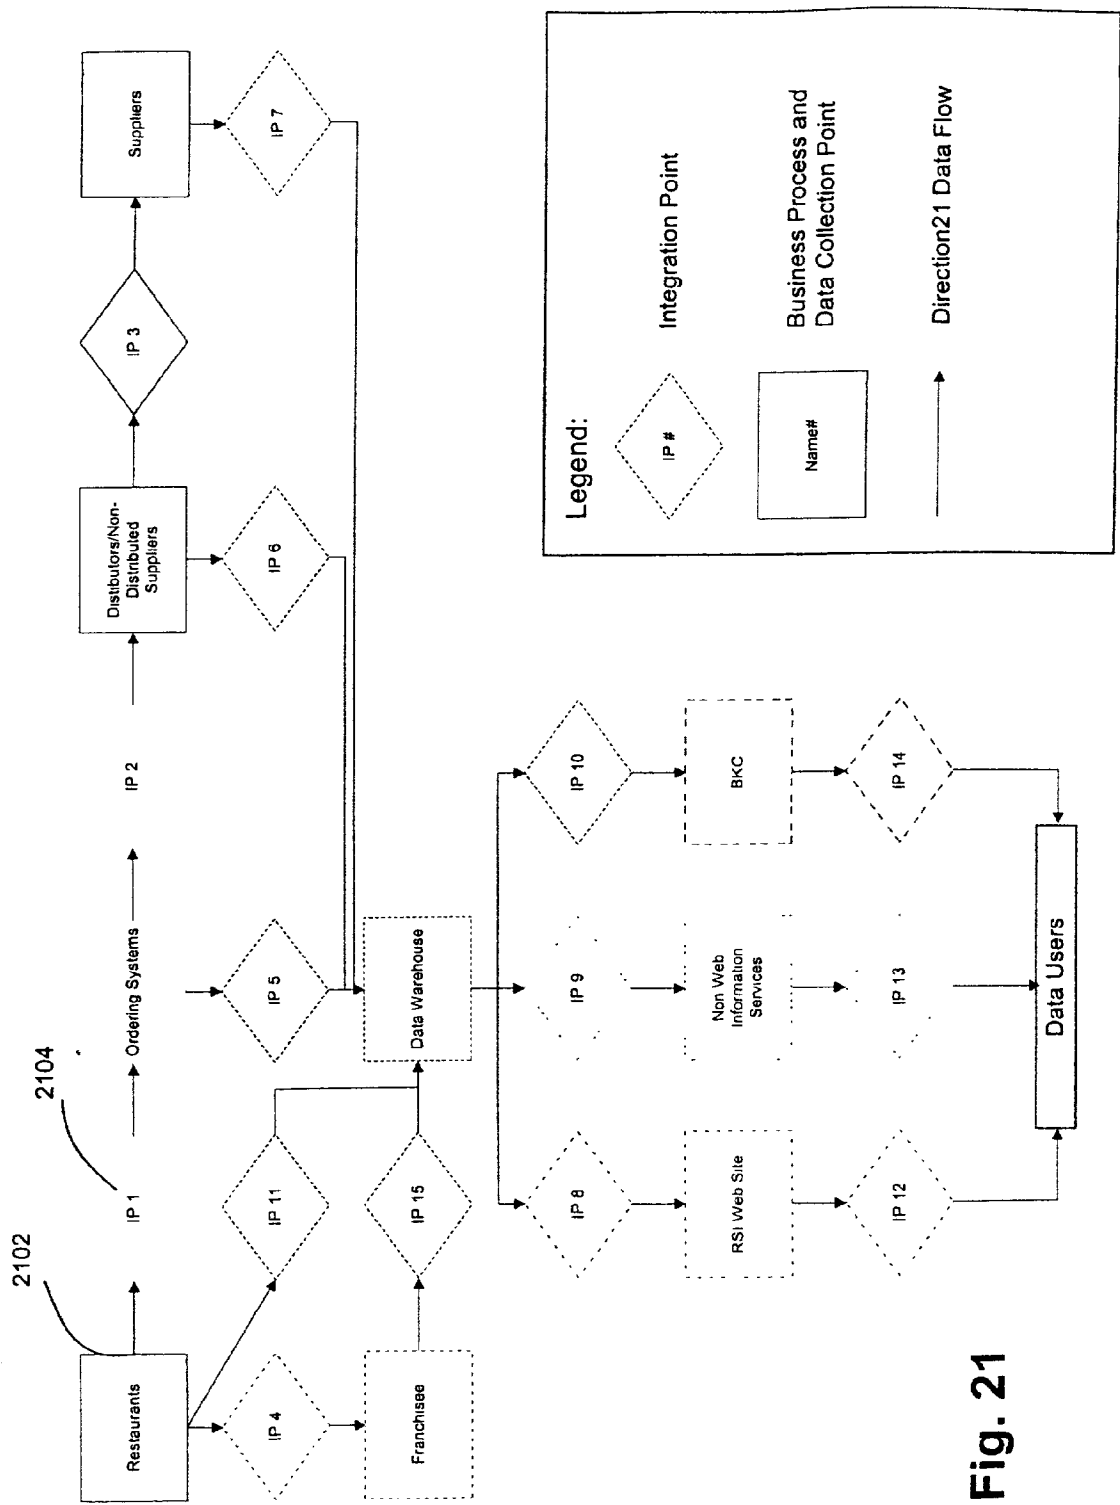 2102
2104
Restaurants
IP 1
Ordering Systems
IP 2
Distibutors/Non-
Distributed
Suppliers
IP 3
Suppliers
IP 4
IP 11
IP 5
IP 6
IP 7
Franchisee
IP 15
Data Warehouse
IP 8
IP 9
IP 10
RSI Web Site
Non Web
Information
Services
BKC
IP 12
IP 13
IP 14
Data Users
Legend:
IP #
Integration Point
Name#
Business Process and
Data Collection Point
Direction21 Data Flow
Fig. 21